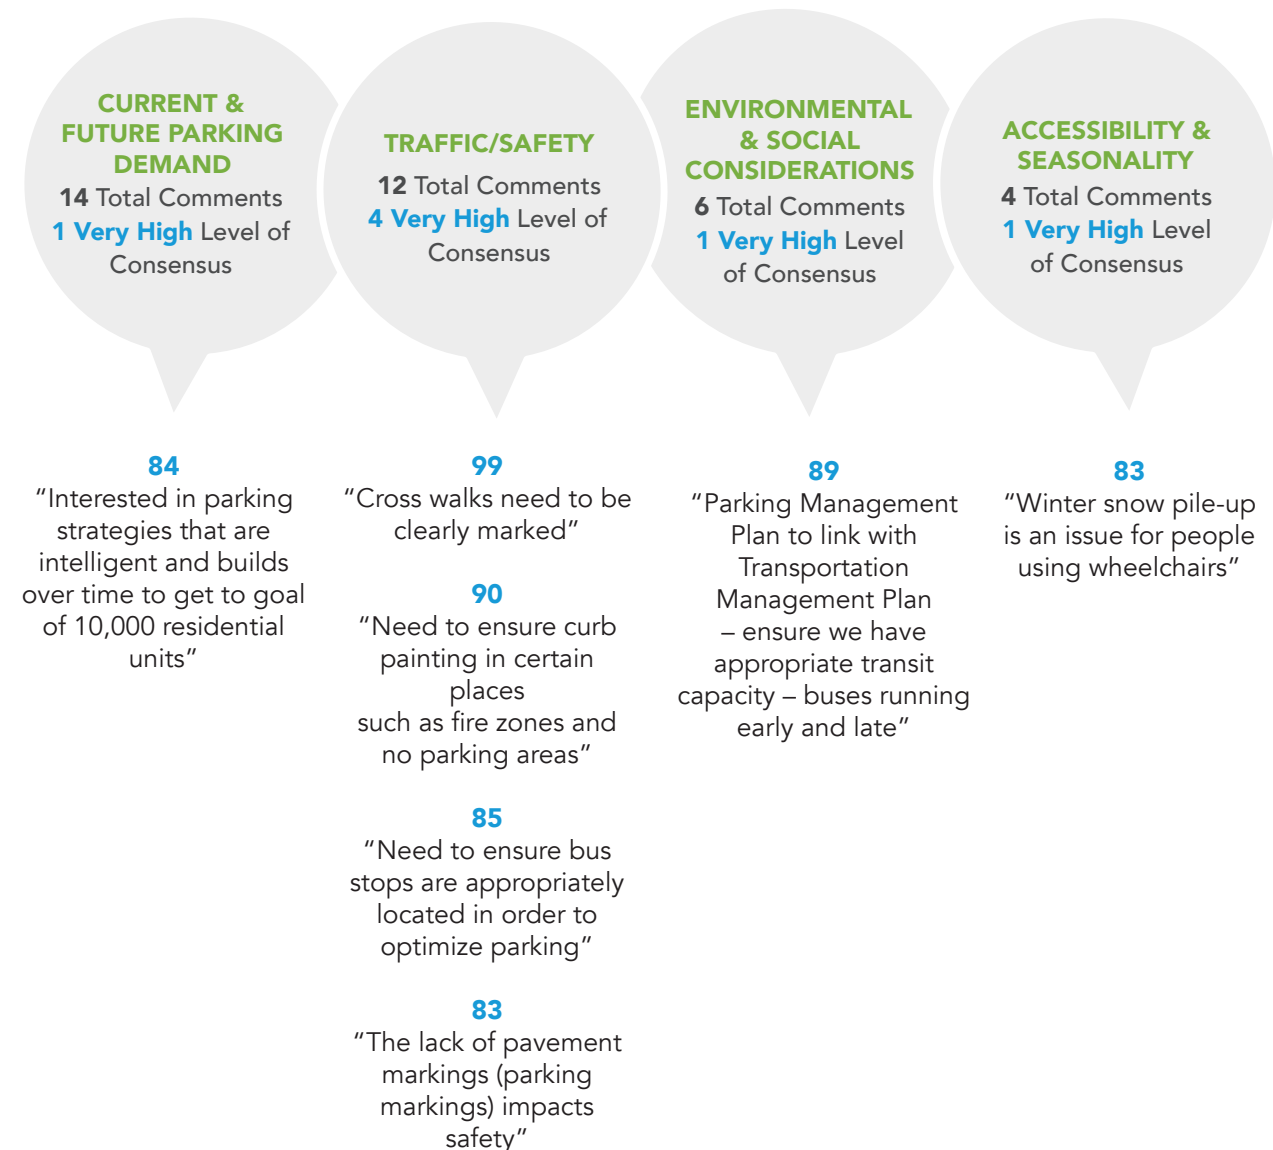 CURRENT &
FUTURE PARKING
DEMAND
14 Total Comments
1 Very High Level of
Consensus
84
“Interested in parking
strategies that are
intelligent and builds
over time to get to goal
of 10,000 residential
units”
TRAFFIC/SAFETY
12 Total Comments
4 Very High Level of
Consensus
99
“Cross walks need to be
clearly marked”
90
“Need to ensure curb
painting in certain
places
such as fire zones and
no parking areas”
85
“Need to ensure bus
stops are appropriately
located in order to
optimize parking”
83
“The lack of pavement
markings (parking
markings) impacts
safety”
ENVIRONMENTAL
& SOCIAL
CONSIDERATIONS
6 Total Comments
1 Very High Level
of Consensus
89
“Parking Management
Plan to link with
Transportation
Management Plan
– ensure we have
appropriate transit
capacity – buses running
early and late”
ACCESSIBILITY &
SEASONALITY
4 Total Comments
1 Very High Level
of Consensus
83
“Winter snow pile-up
is an issue for people
using wheelchairs”